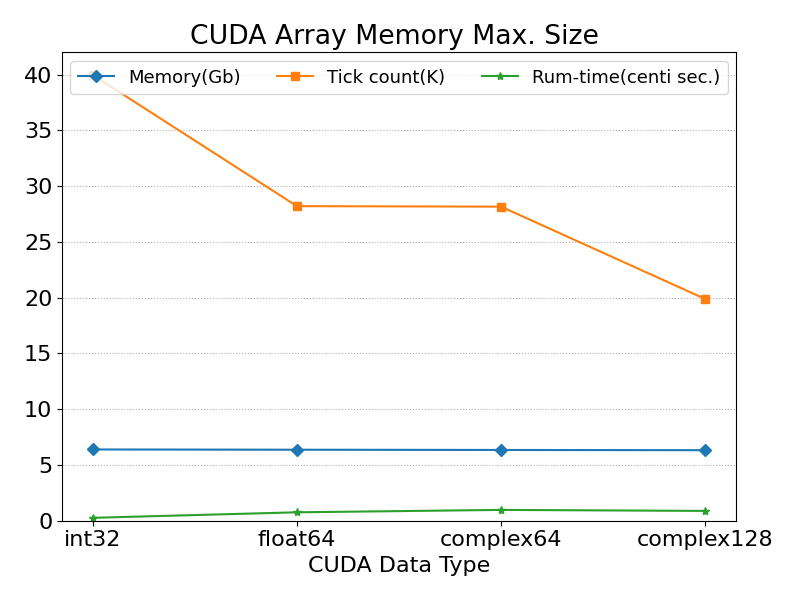 CUDA Array Memory Max. Size
Memory(Gb) Tick count(K) Rum-time(centi sec.)
40
35
30
25
20
15
10
5
0
int32 float64 complex64 complex128
CUDA Data Type